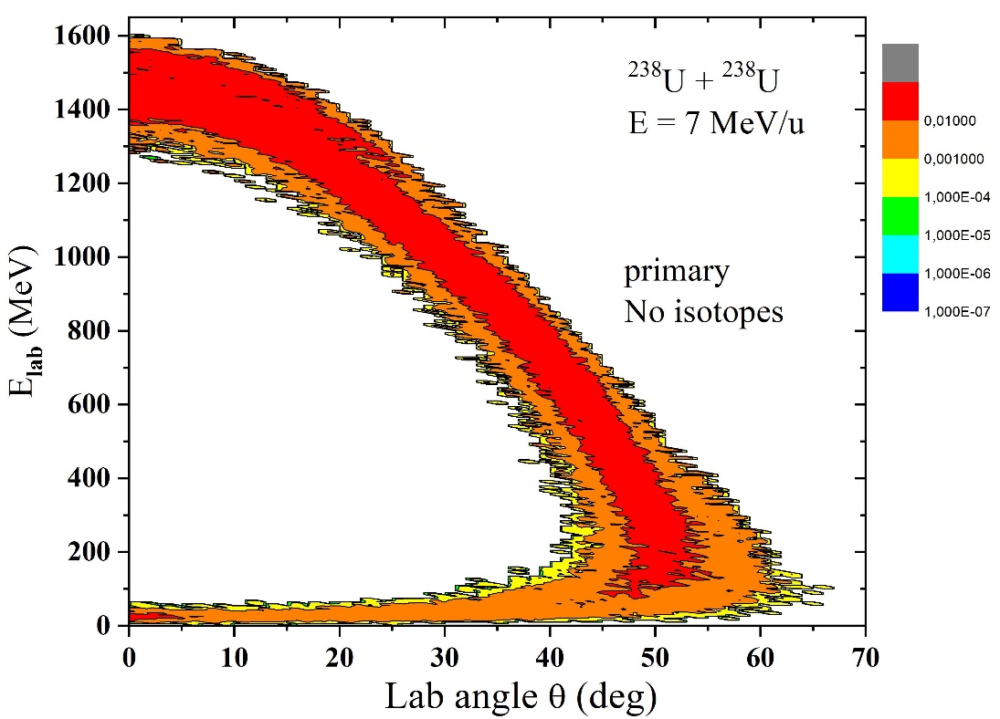 1600
1400
1200
1000
800
600
400
200
0
E_lab (MeV)
0 10 20 30 40 50 60 70
Lab angle θ (deg)
²³⁸U + ²³⁸U
E = 7 MeV/u
primary
No isotopes
0,01000
0,001000
1,000E-04
1,000E-05
1,000E-06
1,000E-07